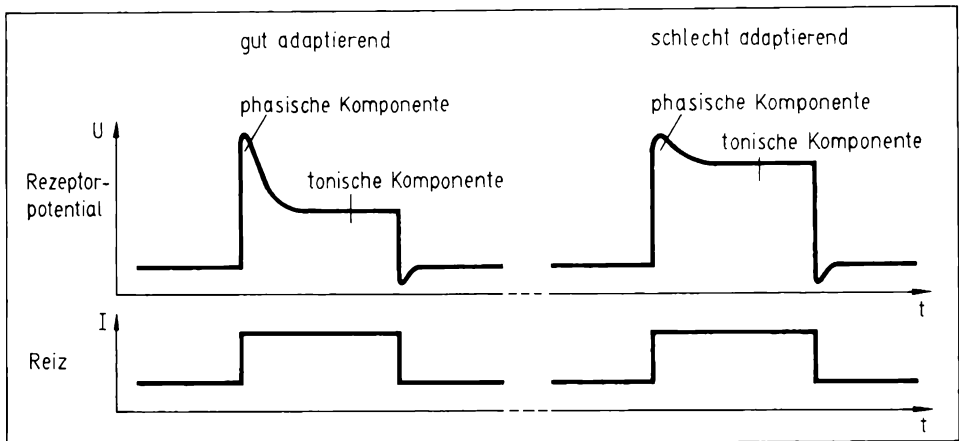 gut adaptierend
schlecht adaptierend
phasische Komponente
phasische Komponente
U
tonische Komponente
Rezeptor-
tonische Komponente
potential
t
I
Reiz
t